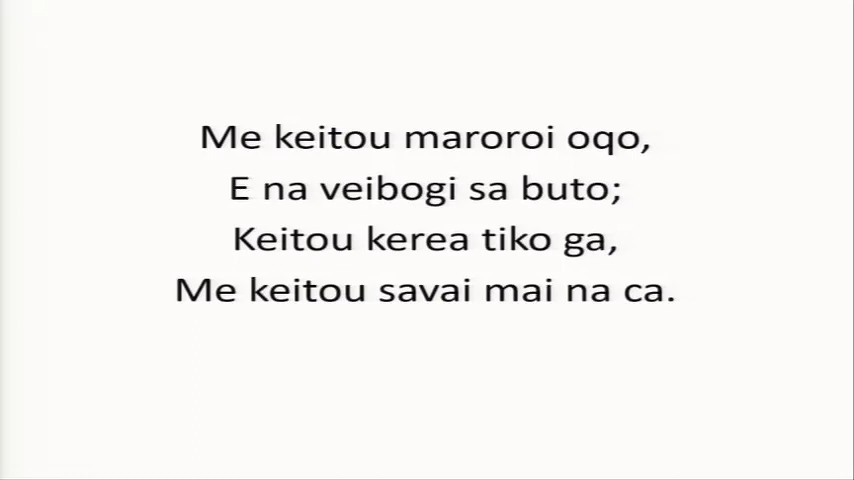 Me keitou maroroi oqo,
E na veibogi sa buto;
Keitou kerea tiko ga,
Me keitou savai mai na ca.